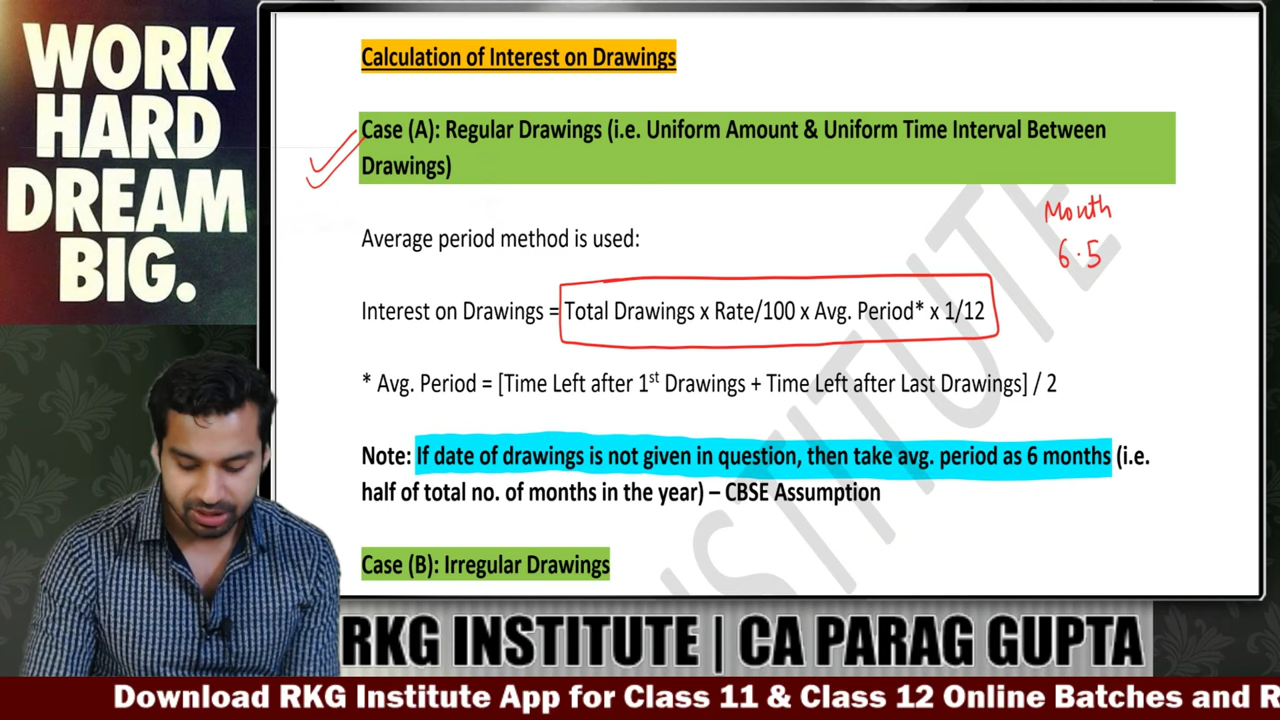 WORK
HARD
DREAM
BIG.
Calculation of Interest on Drawings
Case (A): Regular Drawings (i.e. Uniform Amount & Uniform Time Interval Between
Drawings)
Month
6.5
Average period method is used:
Interest on Drawings = Total Drawings x Rate/100 x Avg. Period* x 1/12
* Avg. Period = [Time Left after 1st Drawings + Time Left after Last Drawings] / 2
Note: If date of drawings is not given in question, then take avg. period as 6 months (i.e.
half of total no. of months in the year) – CBSE Assumption
Case (B): Irregular Drawings
INSTITUTE
RKG INSTITUTE | CA PARAG GUPTA
Download RKG Institute App for Class 11 & Class 12 Online Batches and R